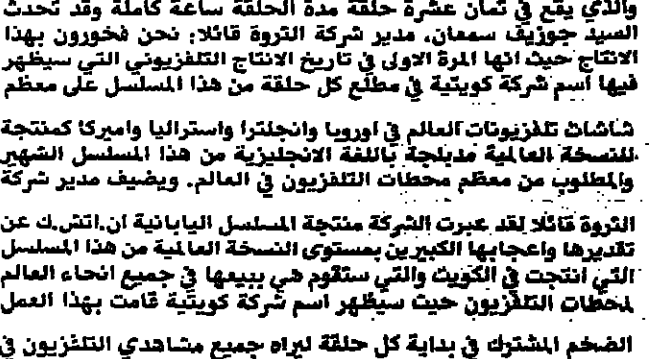 والذي يقع في ثمان عشرة حلقة مدة الحلقة ساعة كاملة وقد تحدث
السيد جوزيف سمعان، مدير شركة الثروة قائلا: نحن فخورون بهذا
الانتاج حيث انها المرة الاولى في تاريخ الانتاج التلفزيوني التي سيظهر
فيها اسم شركة كويتية في مطلع كل حلقة من هذا المسلسل على معظم
شاشات تلفزيونات العالم في اوروبا وانجلترا واستراليا واميركا كمنتجة
للنسخة العالمية مدبلجة باللغة الانجليزية من هذا المسلسل الشهير
والمطلوب من معظم محطات التلفزيون في العالم. ويضيف مدير شركة
الثروة قائلا لقد عبرت الشركة منتجة المسلسل اليابانية ان.اتش.ك عن
تقديرها واعجابها الكبيرين بمستوى النسخة العالمية من هذا المسلسل
التي انتجت في الكويت والتي ستقوم هي ببيعها في جميع انحاء العالم
لمحطات التلفزيون حيث سيظهر اسم شركة كويتية قامت بهذا العمل
الضخم المشترك في بداية كل حلقة ليراه جميع مشاهدي التلفزيون في